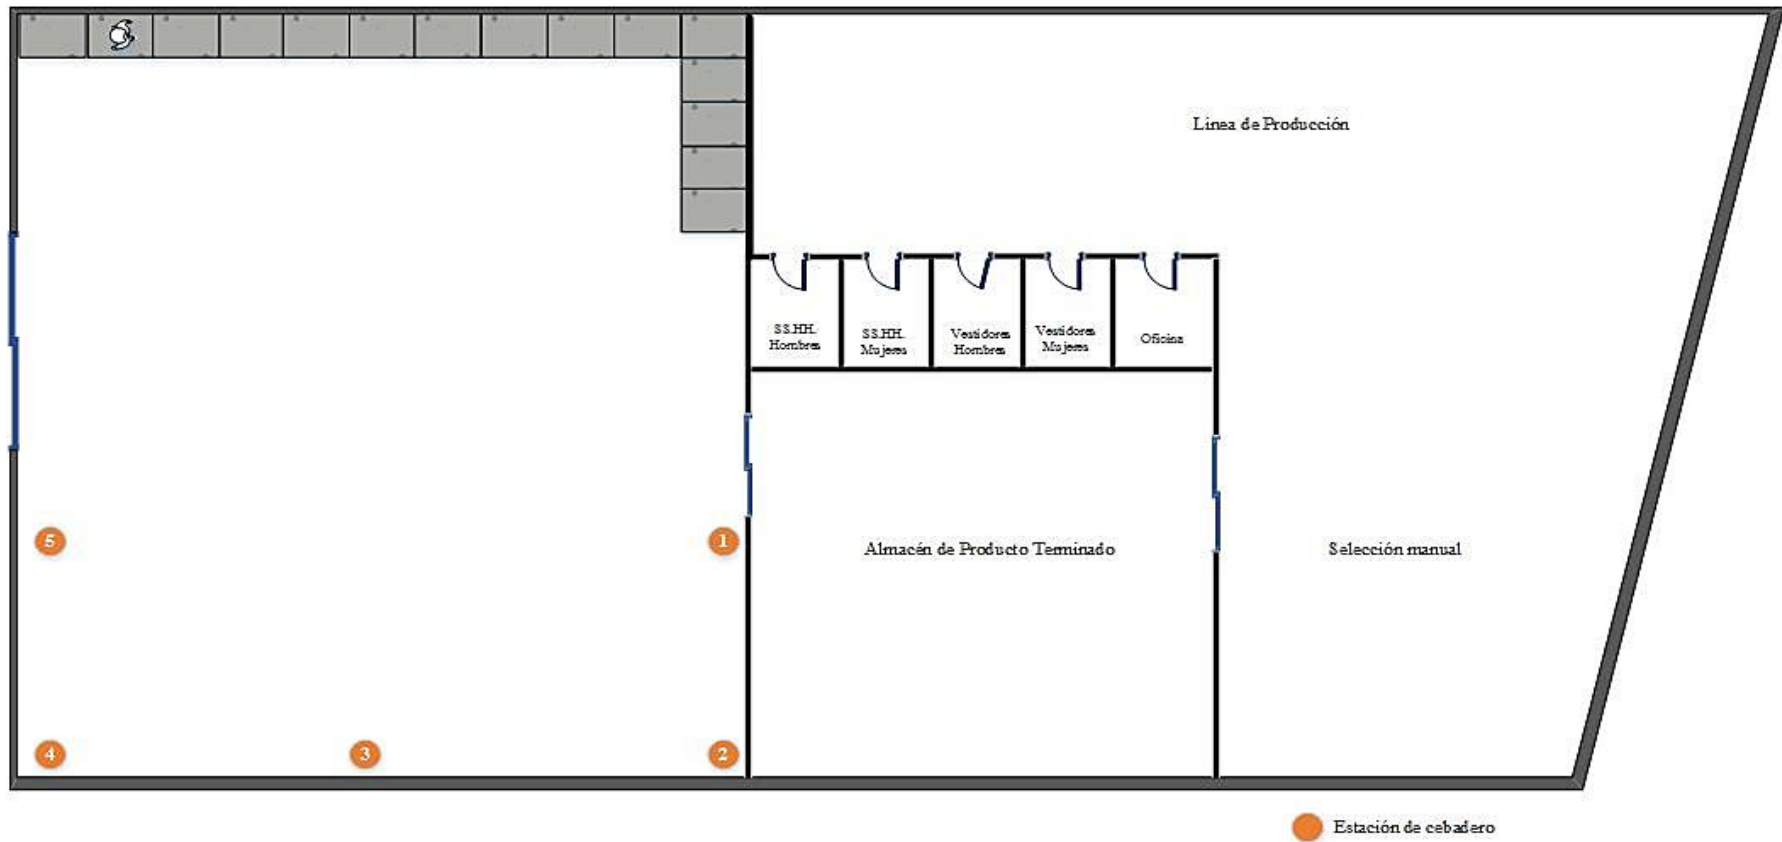 Línea de Producción
SS.HH.
Hombres
SS.HH.
Mujeres
Vestidores
Hombres
Vestidores
Mujeres
Oficina
5
1
Almacén de Producto Terminado
Selección manual
4
3
2
Estación de cebadero